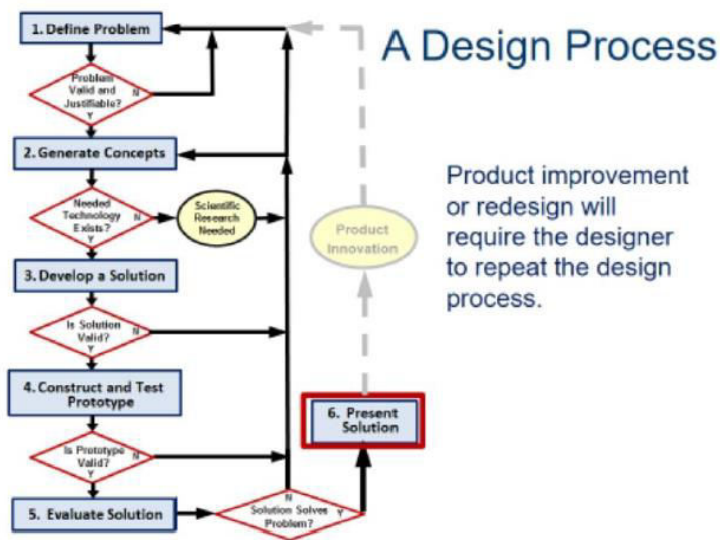 A Design Process
1. Define Problem
Problem
Valid and
Justifiable?
N
Y
2. Generate Concepts
Needed
Technology
Exists?
N
Y
Scientific
Research
Needed
3. Develop a Solution
Is Solution
Valid?
N
Y
4. Construct and Test
Prototype
Is Prototype
Valid?
N
Y
5. Evaluate Solution
N
Solution Solves
Problem?
Y
6. Present
Solution
Product
Innovation
Product improvement
or redesign will
require the designer
to repeat the design
process.